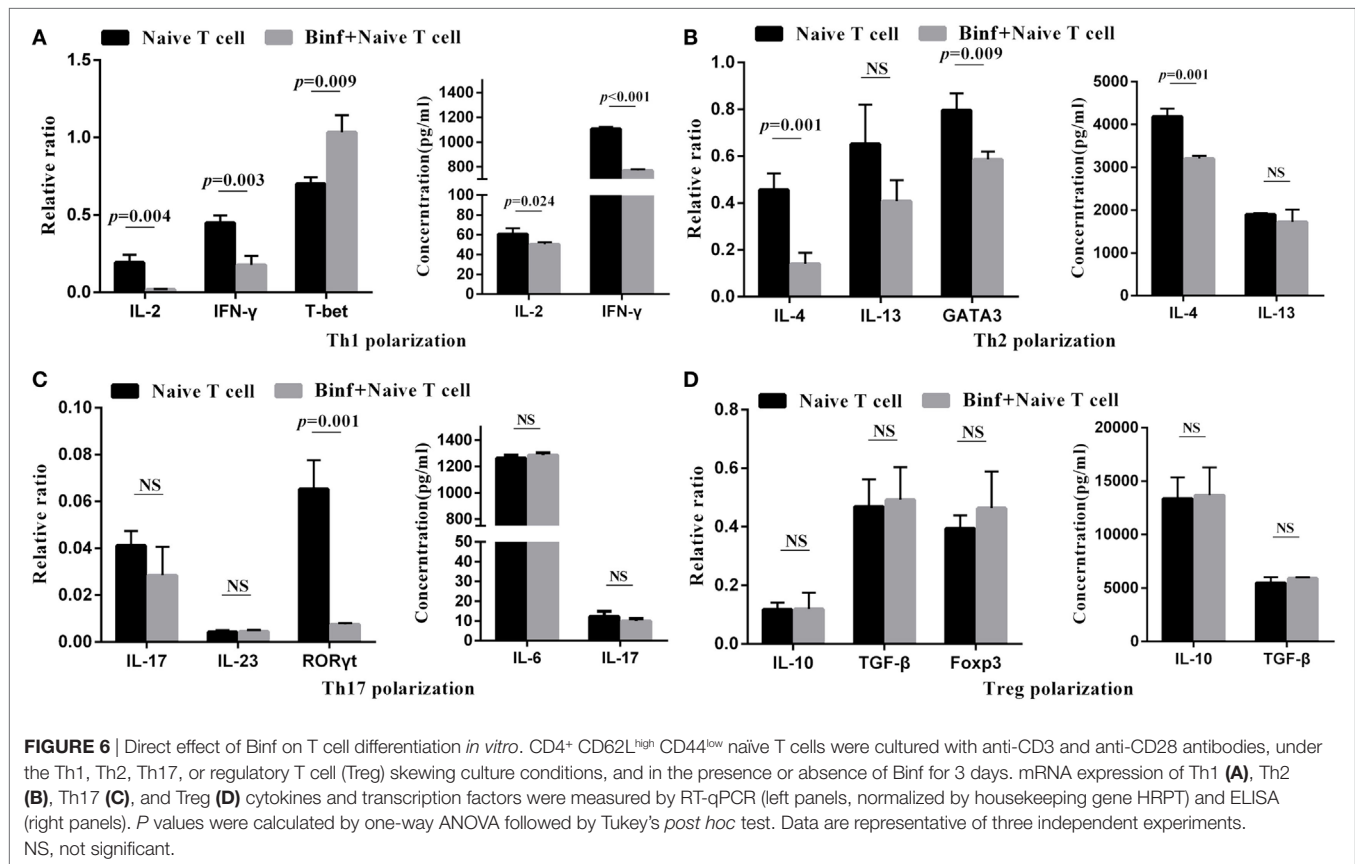 A
Naive T cell
Binf+Naive T cell
Relative ratio
1.5
1.0
0.5
0.0
p=0.004
p=0.003
p=0.009
IL-2
IFN-γ
T-bet
Concerntration(pg/ml)
1400
1200
1000
800
600
60
40
20
0
p=0.024
p<0.001
IL-2
IFN-γ
Th1 polarization
B
Naive T cell
Binf+Naive T cell
Relative ratio
1.0
0.8
0.6
0.4
0.2
0.0
p=0.001
NS
p=0.009
IL-4
IL-13
GATA3
Concerntration(pg/ml)
5000
4000
3000
2000
1000
0
p=0.001
NS
IL-4
IL-13
Th2 polarization
C
Naive T cell
Binf+Naive T cell
Relative ratio
0.10
0.08
0.06
0.04
0.02
0.00
NS
NS
p=0.001
IL-17
IL-23
RORγt
Concerntration(pg/ml)
1400
1200
1000
800
50
40
30
20
10
0
NS
NS
IL-6
IL-17
Th17 polarization
D
Naive T cell
Binf+Naive T cell
Relative ratio
0.8
0.6
0.4
0.2
0.0
NS
NS
NS
IL-10
TGF-β
Foxp3
Concerntration(pg/ml)
20000
15000
10000
5000
0
NS
NS
IL-10
TGF-β
Treg polarization
FIGURE 6 | Direct effect of Binf on T cell differentiation in vitro. CD4⁺ CD62L^high CD44^low naïve T cells were cultured with anti-CD3 and anti-CD28 antibodies, under
the Th1, Th2, Th17, or regulatory T cell (Treg) skewing culture conditions, and in the presence or absence of Binf for 3 days. mRNA expression of Th1 (A), Th2
(B), Th17 (C), and Treg (D) cytokines and transcription factors were measured by RT-qPCR (left panels, normalized by housekeeping gene HRPT) and ELISA
(right panels). P values were calculated by one-way ANOVA followed by Tukey's post hoc test. Data are representative of three independent experiments.
NS, not significant.